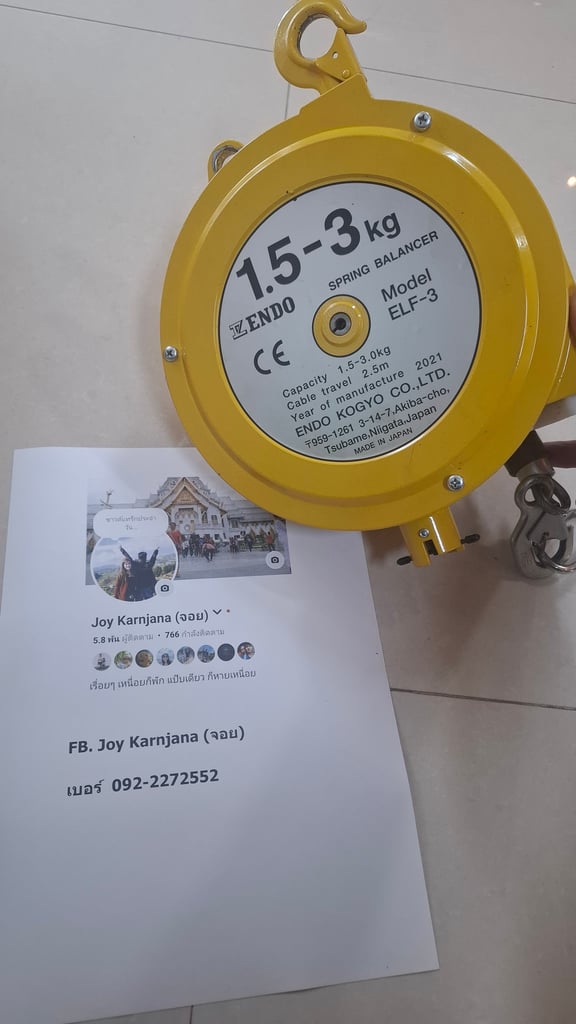 1.5-3kg
SPRING BALANCER
ENDO
Model
ELF-3
CE
Capacity 1.5-3.0kg
Cable travel 2.5m
Year of manufacture 2021
ENDO KOGYO CO.,LTD.
〒959-1261 3-14-7,Akiba-cho,
Tsubame,Niigata,Japan
MADE IN JAPAN
วัน...
Joy Karnjana (จอย)
5.8 พัน ผู้ติดตาม • 766 กำลังติดตาม
เรื่อยๆ เหนื่อยก็พัก แป๊บเดียว ก็หายเหนื่อย
FB. Joy Karnjana (จอย)
เบอร์ 092-2272552